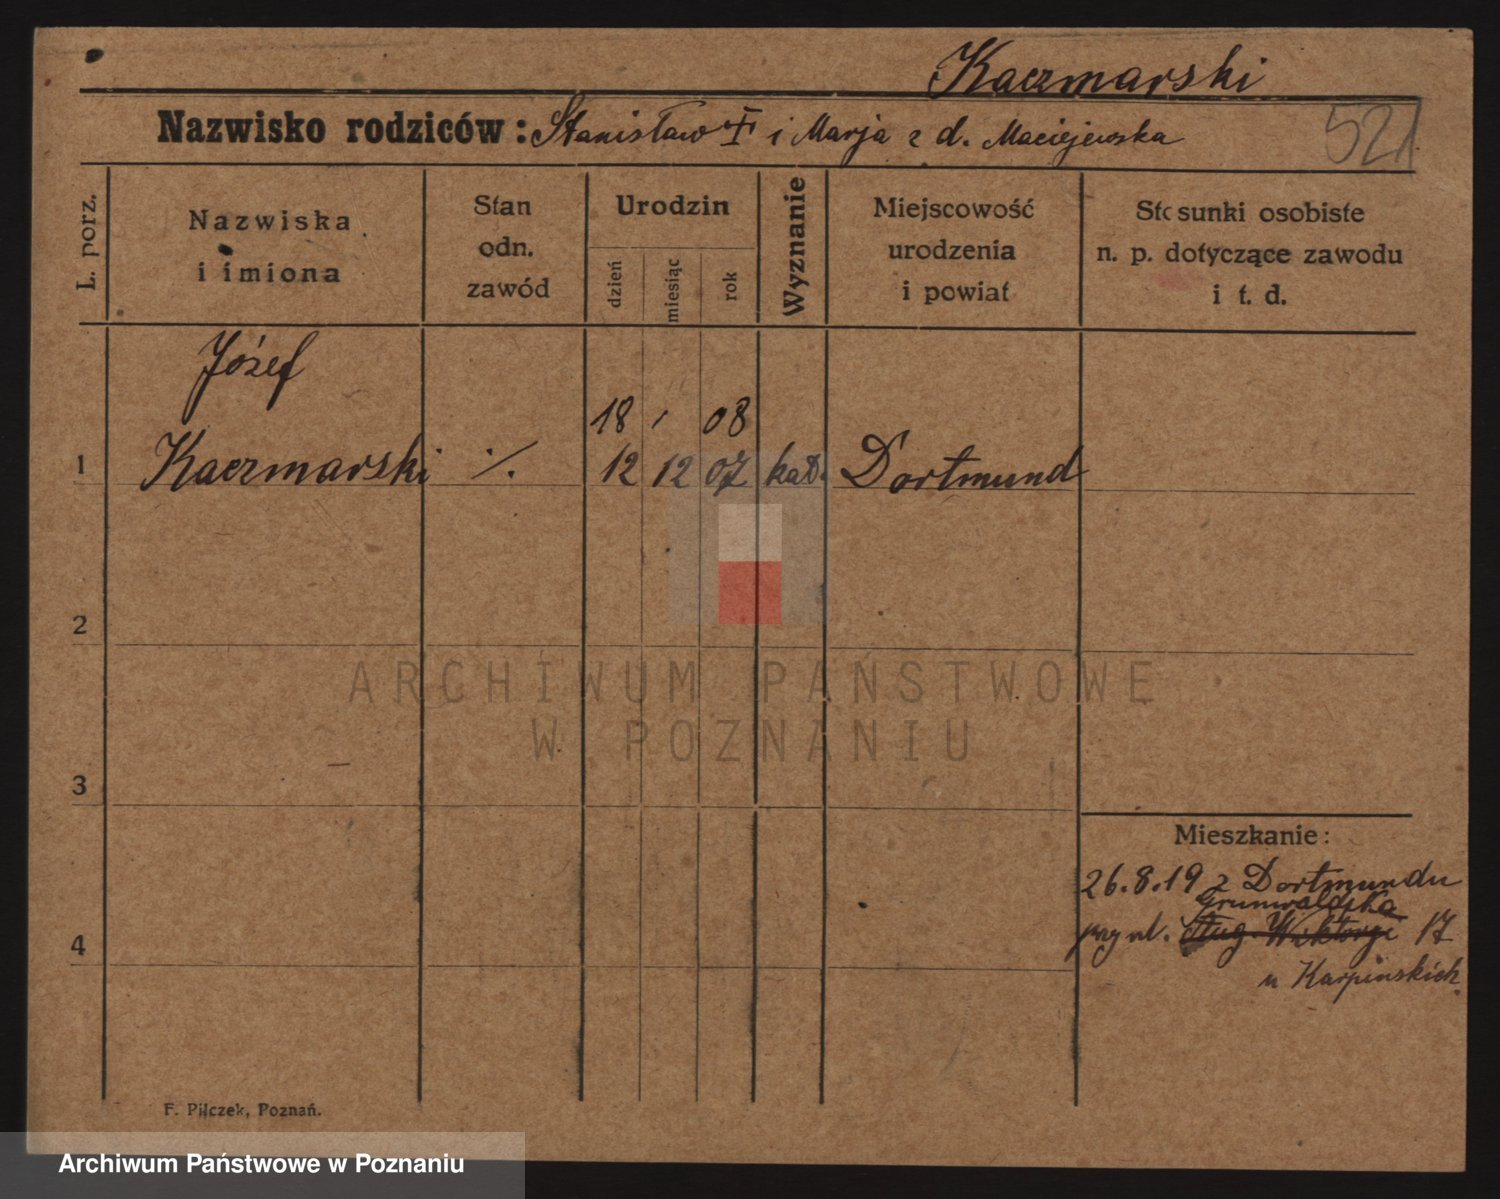 Kaczmarski
Nazwisko rodziców: Stanisław † i Marja z d. Maciejewska
521
L. porz.
Nazwiska
i imiona
Stan
odn.
zawód
Urodzin
dzień
miesiąc
rok
Wyznanie
Miejscowość
urodzenia
i powiat
Stosunki osobiste
n. p. dotyczące zawodu
i t. d.
Józef
18 08
1 Kaczmarski ./. 12 12 07 kat. Dortmund
2
ARCHIWUM PAŃSTWOWE
W POZNANIU
3
Mieszkanie:
26.8.19 z Dortmundu
Grunwaldzka
przy ul. Aug. Wiktorji 17
4
u Karpińskich.
F. Pilczek, Poznań.
Archiwum Państwowe w Poznaniu